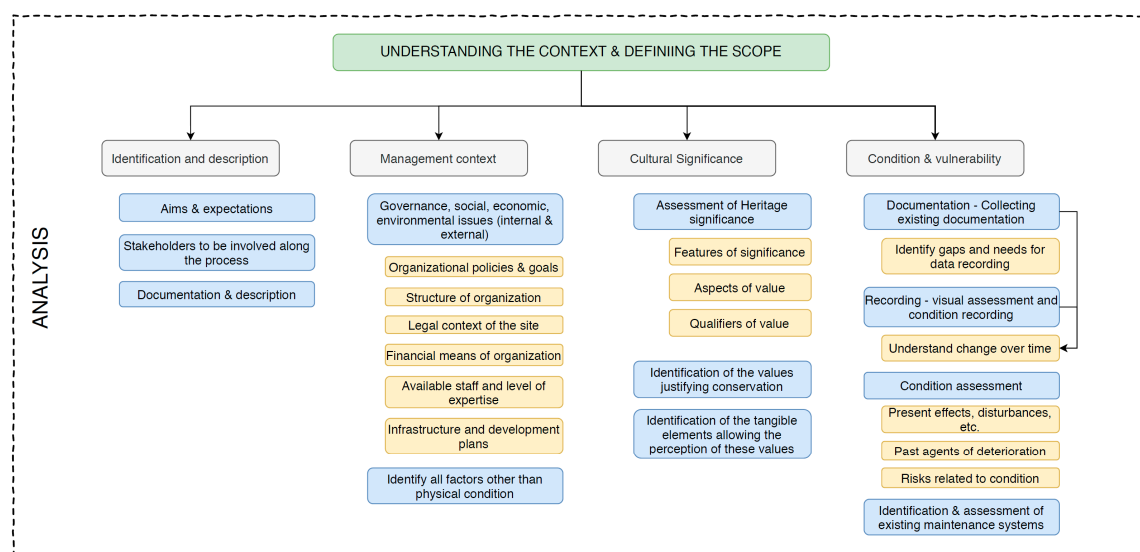 UNDERSTANDING THE CONTEXT & DEFINIING THE SCOPE
ANALYSIS
Identification and description
Aims & expectations
Stakeholders to be involved along
the process
Documentation & description
Management context
Governance, social, economic,
environmental issues (internal &
external)
Organizational policies & goals
Structure of organization
Legal context of the site
Financial means of organization
Available staff and level of
expertise
Infrastructure and development
plans
Identify all factors other than
physical condition
Cultural Significance
Assessment of Heritage
significance
Features of significance
Aspects of value
Qualifiers of value
Identification of the values
justifying conservation
Identification of the tangible
elements allowing the
perception of these values
Condition & vulnerability
Documentation - Collecting
existing documentation
Identify gaps and needs for
data recording
Recording - visual assessment and
condition recording
Understand change over time
Condition assessment
Present effects, disturbances,
etc.
Past agents of deterioration
Risks related to condition
Identification & assessment of
existing maintenance systems